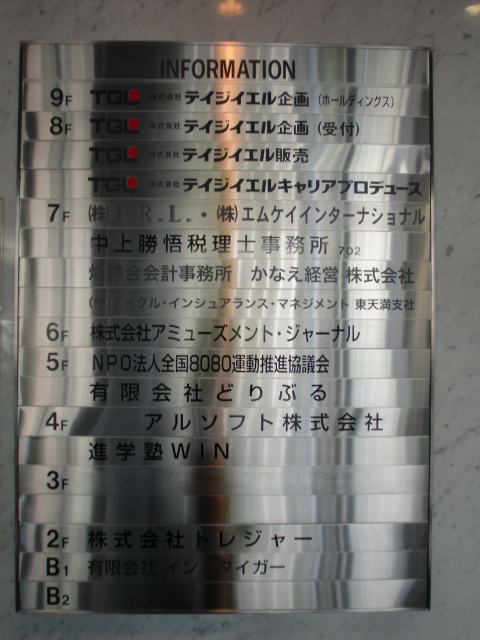 INFORMATION
9F TGL 株式会社 テイジイエル企画 (ホールディングス)
8F TGL 株式会社 テイジイエル企画 (受付)
TGL 株式会社 テイジイエル販売
TGL 株式会社 テイジイエルキャリアプロデュース
7F ㈱ R.L.・㈱エムケイインターナショナル
中上勝悟税理士事務所 702
総合会計事務所 かなえ経営 株式会社
トータル・インシュアランス・マネジメント 東天満支社
6F 株式会社アミューズメント・ジャーナル
5F NPO法人全国8080運動推進協議会
有限会社どりぶる
4F アルソフト株式会社
進学塾WIN
3F
2F 株式会社トレジャー
B1 有限会社 イン タイガー
B2